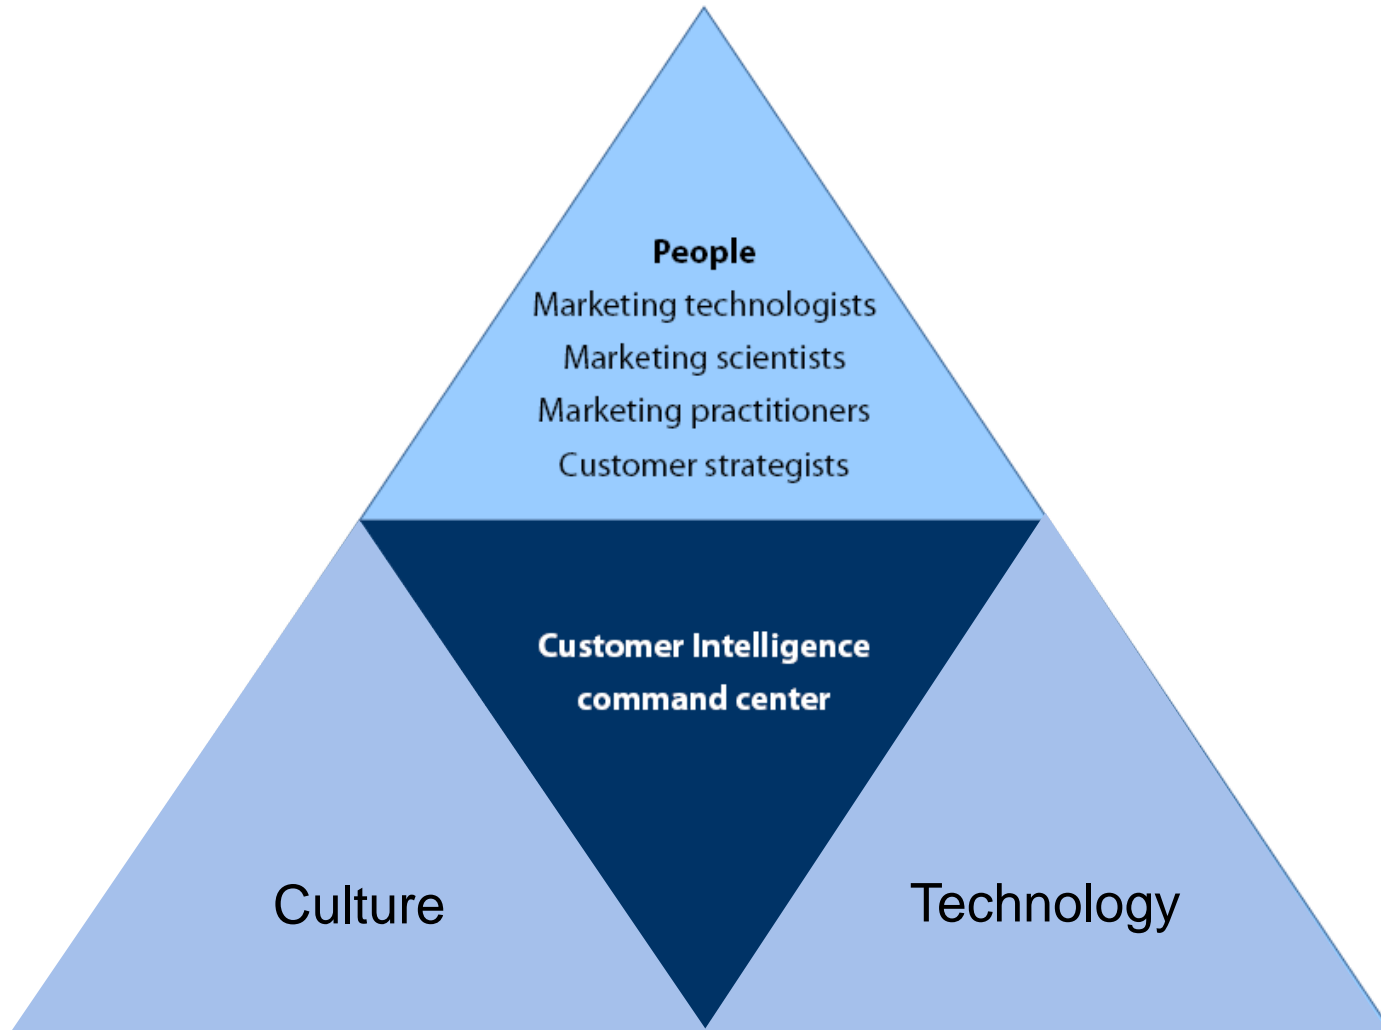 People
Marketing technologists
Marketing scientists
Marketing practitioners
Customer strategists
Customer Intelligence
command center
Culture
Technology